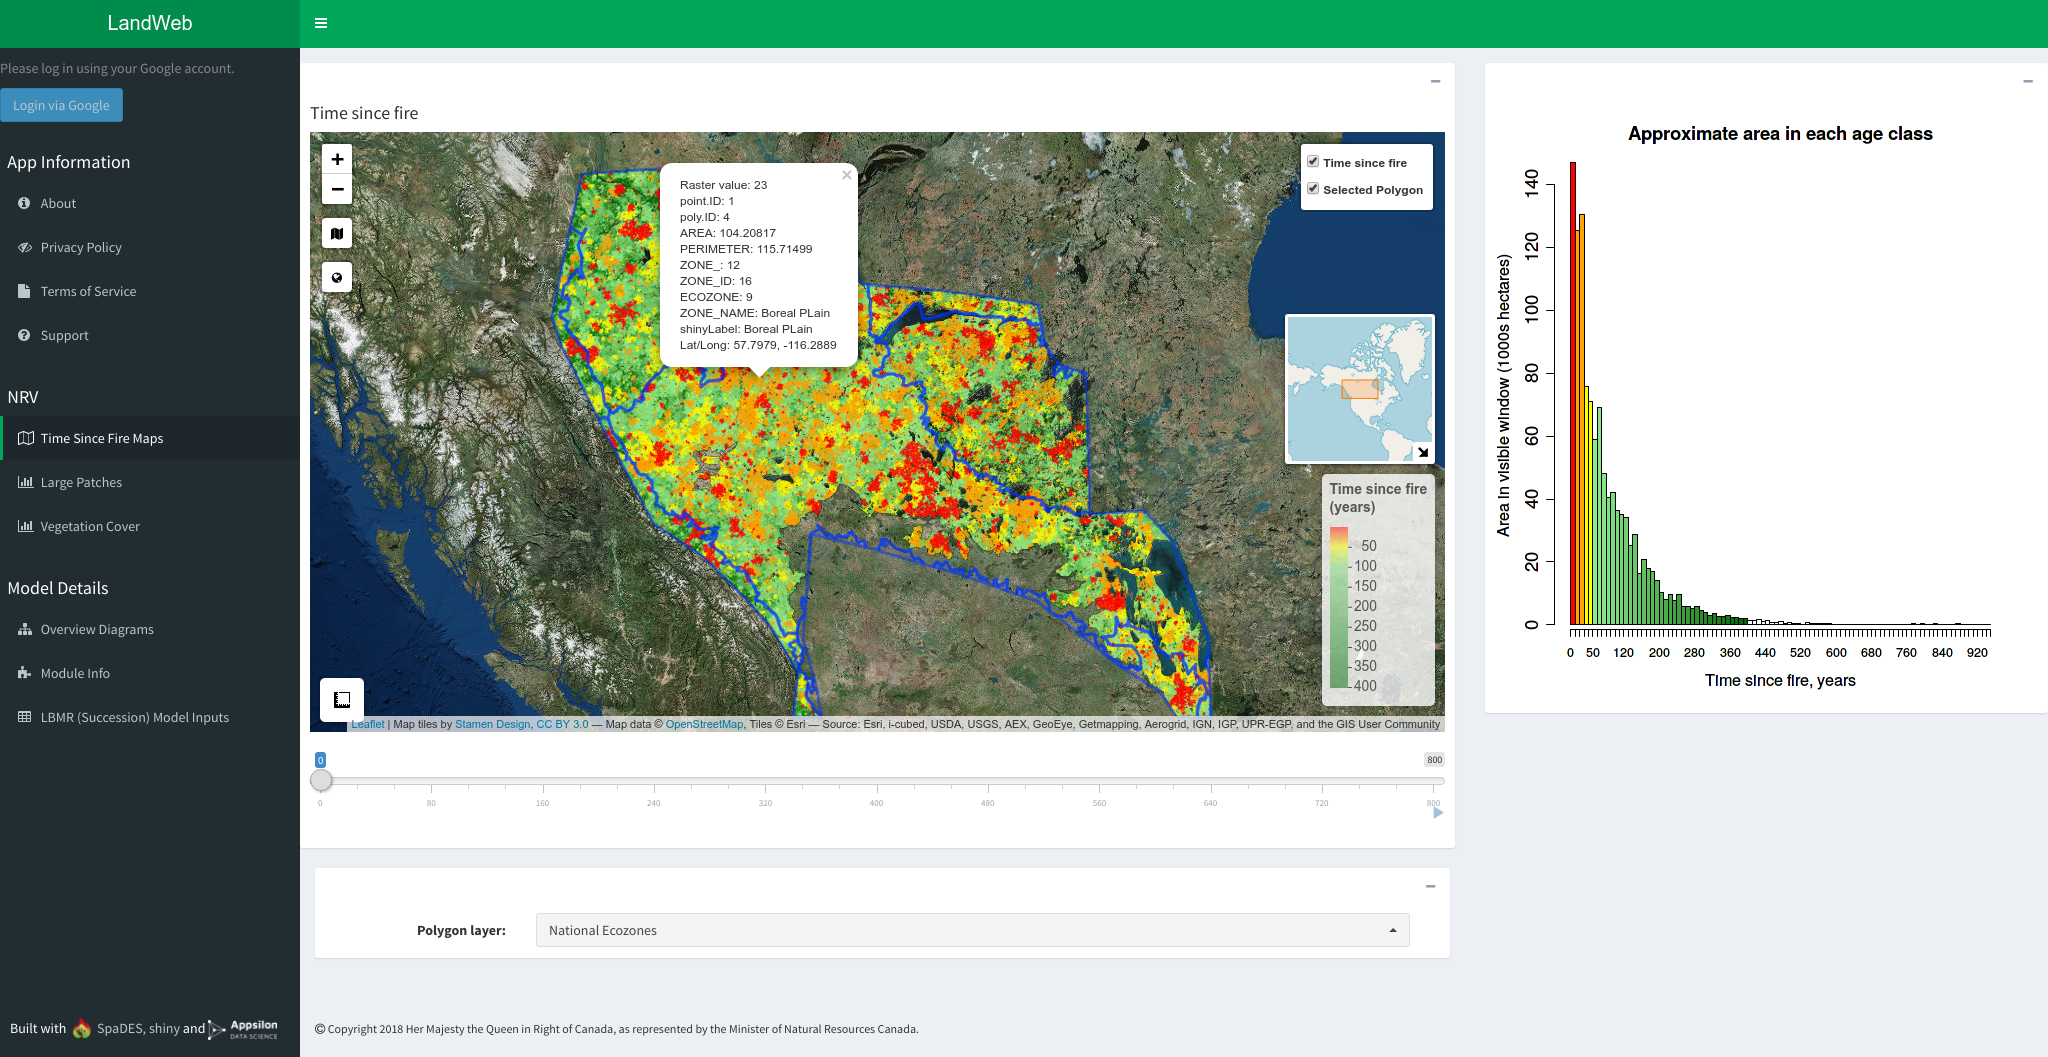 LandWeb
Please log in using your Google account.
Login via Google
App Information
About
Privacy Policy
Terms of Service
Support
NRV
Time Since Fire Maps
Large Patches
Vegetation Cover
Model Details
Overview Diagrams
Module Info
LBMR (Succession) Model Inputs
Built with SpaDES, shiny and Appsilon
DATA SCIENCE
Time since fire
+
−
Raster value: 23
point.ID: 1
poly.ID: 4
AREA: 104.20817
PERIMETER: 115.71499
ZONE_: 12
ZONE_ID: 16
ECOZONE: 9
ZONE_NAME: Boreal PLain
shinyLabel: Boreal PLain
Lat/Long: 57.7979, -116.2889
×
Time since fire
Selected Polygon
Time since fire
(years)
50
100
150
200
250
300
350
400
Leaflet | Map tiles by Stamen Design, CC BY 3.0 — Map data © OpenStreetMap, Tiles © Esri — Source: Esri, i-cubed, USDA, USGS, AEX, GeoEye, Getmapping, Aerogrid, IGN, IGP, UPR-EGP, and the GIS User Community
0 800
0 80 160 240 320 400 480 560 640 720 800
Polygon layer: National Ecozones
© Copyright 2018 Her Majesty the Queen in Right of Canada, as represented by the Minister of Natural Resources Canada.
Approximate area in each age class
Area in visible window (1000s hectares)
140
120
100
80
60
40
20
0
0 50 120 200 280 360 440 520 600 680 760 840 920
Time since fire, years